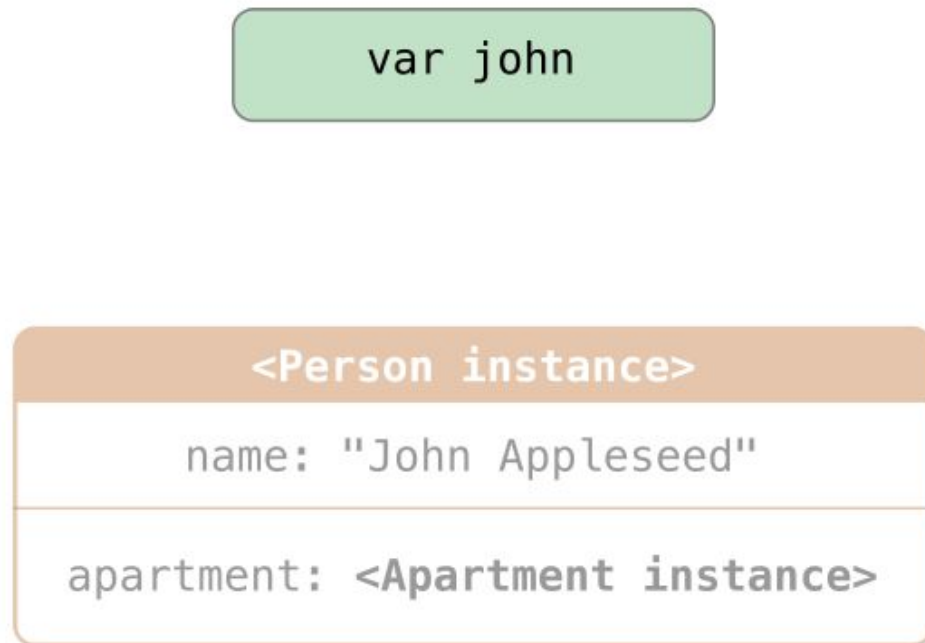 var john
<Person instance>
name: "John Appleseed"
apartment: <Apartment instance>